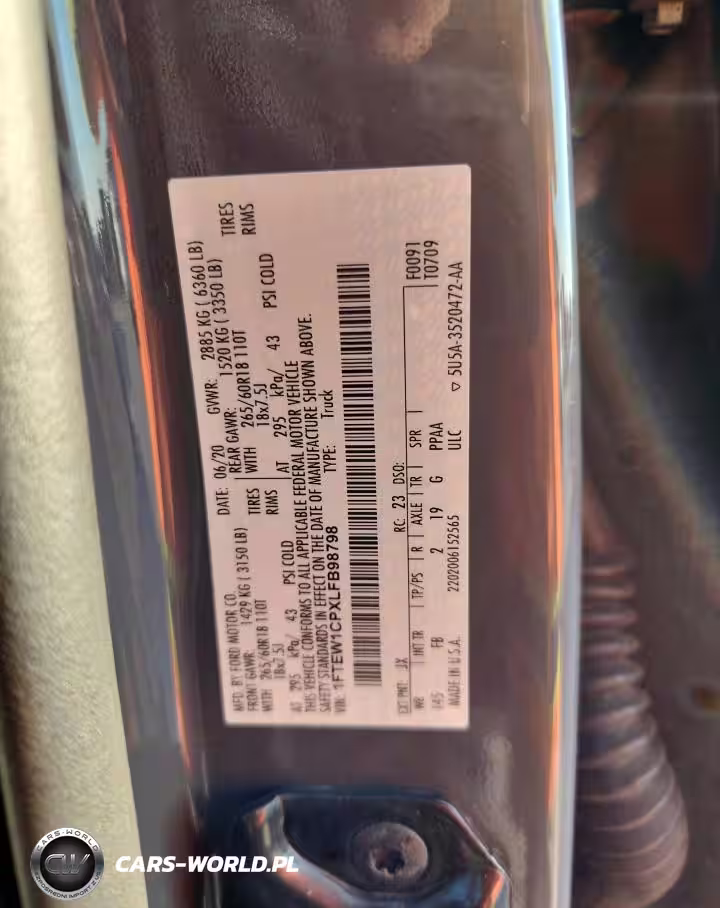 MFD. BY FORD MOTOR CO.
DATE: 06/20 GVWR: 2885 KG ( 6360 LB)
FRONT GAWR: 1429 KG ( 3150 LB) REAR GAWR: 1520 KG ( 3350 LB)
WITH 265/60R18 110T TIRES WITH 265/60R18 110T TIRES
18x7.5J RIMS 18x7.5J RIMS
AT 295 kPa/ 43 PSI COLD AT 295 kPa/ 43 PSI COLD
THIS VEHICLE CONFORMS TO ALL APPLICABLE FEDERAL MOTOR VEHICLE
SAFETY STANDARDS IN EFFECT ON THE DATE OF MANUFACTURE SHOWN ABOVE.
VIN: 1FTEW1CPXLFB98798 TYPE: Truck
EXT PNT: JX RC: 23 DSO: F0091
WB INT TR TP/PS R AXLE TR SPR T0709
145 FB 2 19 G PPAA
MADE IN U.S.A. 2202006152565 ULC ▽ 5U5A-3520472-AA
CARS-WORLD
CW
CARS-WORLD.PL